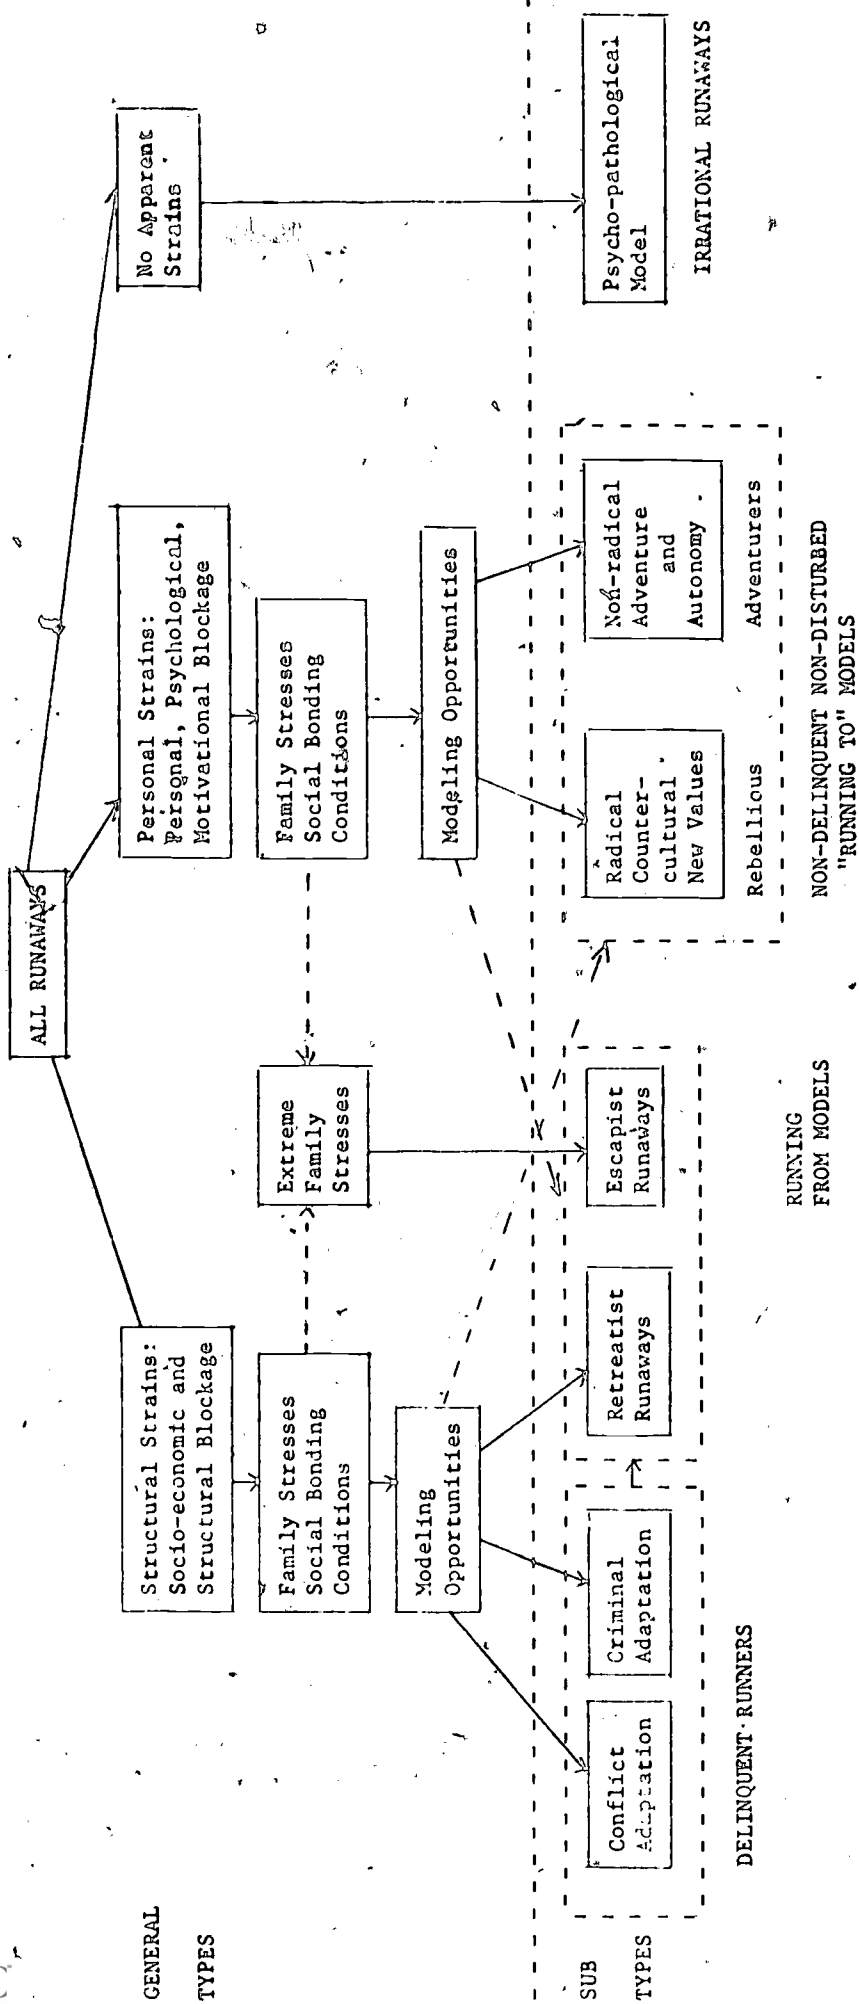 ALL RUNAWAYS
GENERAL
TYPES
Structural Strains:
Socio-economic and
Structural Blockage
Personal Strains:
Personal, Psychological,
Motivational Blockage
No Apparent
Strains
Family Stresses
Social Bonding
Conditions
Extreme
Family
Stresses
Family Stresses
Social Bonding
Conditions
Modeling
Opportunities
Modeling Opportunities
SUB
TYPES
Conflict
Adaptation
Criminal
Adaptation
Retreatist
Runaways
Escapist
Runaways
Radical
Counter-
cultural
New Values
Non-radical
Adventure
and
Autonomy
Psycho-pathological
Model
Rebellious
Adventurers
DELINQUENT RUNNERS
RUNNING
FROM MODELS
NON-DELINQUENT NON-DISTURBED
"RUNNING TO" MODELS
IRRATIONAL RUNAWAYS